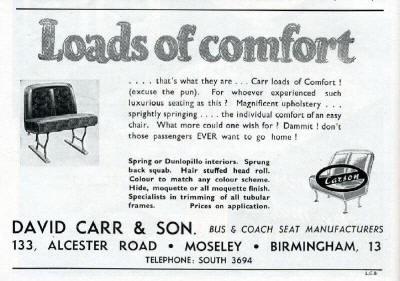 Loads of comfort
. . . . that's what they are . . . Carr loads of Comfort !
(excuse the pun). For whoever experienced such
luxurious seating as this ? Magnificent upholstery . . .
sprightly springing . . . . the individual comfort of an easy
chair. What more could one wish for ? Dammit ! don't
those passengers EVER want to go home !
Spring or Dunlopillo interiors. Sprung
back squab. Hair stuffed head roll.
Colour to match any colour scheme.
Hide, moquette or all moquette finish.
Specialists in trimming of all tubular
frames. Prices on application.
Carson
DAVID CARR & SON. BUS & COACH SEAT MANUFACTURERS
133, ALCESTER ROAD • MOSELEY • BIRMINGHAM, 13
TELEPHONE: SOUTH 3694
L.C.B